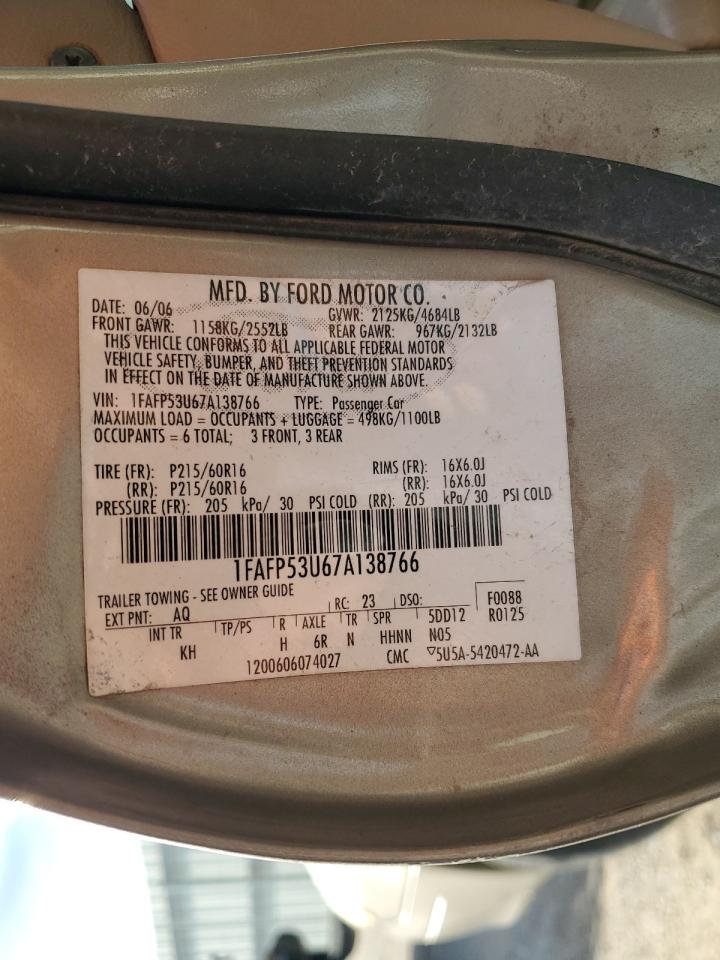 MFD. BY FORD MOTOR CO.
DATE: 06/06 GVWR: 2125KG/4684LB
FRONT GAWR: 1158KG/2552LB REAR GAWR: 967KG/2132LB
THIS VEHICLE CONFORMS TO ALL APPLICABLE FEDERAL MOTOR
VEHICLE SAFETY, BUMPER, AND THEFT PREVENTION STANDARDS
IN EFFECT ON THE DATE OF MANUFACTURE SHOWN ABOVE.
VIN: 1FAFP53U67A138766 TYPE: Passenger Car
MAXIMUM LOAD = OCCUPANTS + LUGGAGE = 498KG/1100LB
OCCUPANTS = 6 TOTAL; 3 FRONT, 3 REAR
TIRE (FR): P215/60R16 RIMS (FR): 16X6.0J
(RR): P215/60R16 (RR): 16X6.0J
PRESSURE (FR): 205 kPa/ 30 PSI COLD (RR): 205 kPa/ 30 PSI COLD
1FAFP53U67A138766
TRAILER TOWING - SEE OWNER GUIDE
EXT PNT: AQ RC: 23 DSO: F0088
INT TR TP/PS R AXLE TR SPR 5DD12 R0125
KH H 6R N HHNN N05
1200606074027 CMC ▽5U5A-5420472-AA